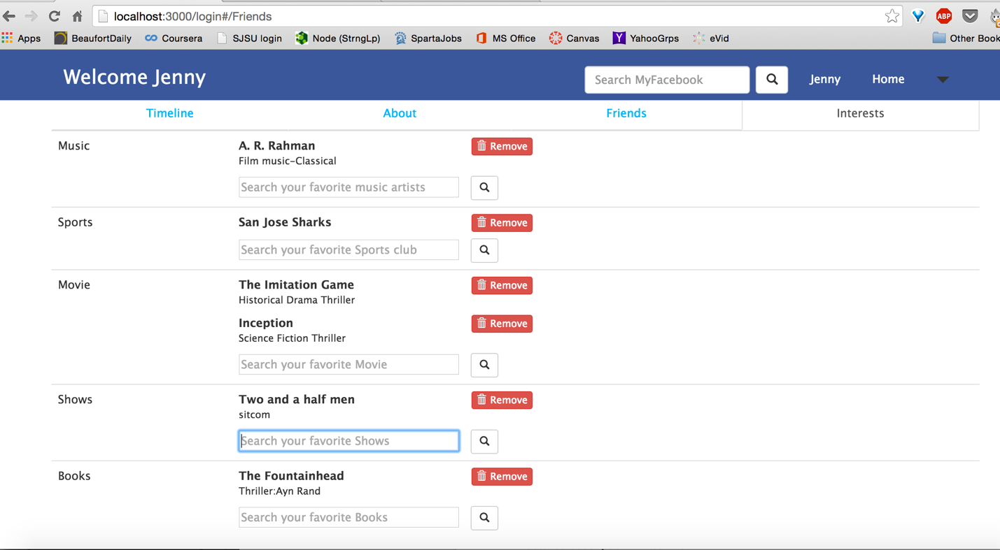 localhost:3000/login#/Friends
ABP
Apps BeaufortDaily Coursera SJSU login Node (StrngLp) SpartaJobs MS Office Canvas YahooGrps eVid Other Book
Welcome Jenny Search MyFacebook Jenny Home
Timeline About Friends Interests
Music A. R. Rahman Remove
Film music-Classical
Search your favorite music artists
Sports San Jose Sharks Remove
Search your favorite Sports club
Movie The Imitation Game Remove
Historical Drama Thriller
Inception Remove
Science Fiction Thriller
Search your favorite Movie
Shows Two and a half men Remove
sitcom
Search your favorite Shows
Books The Fountainhead Remove
Thriller:Ayn Rand
Search your favorite Books